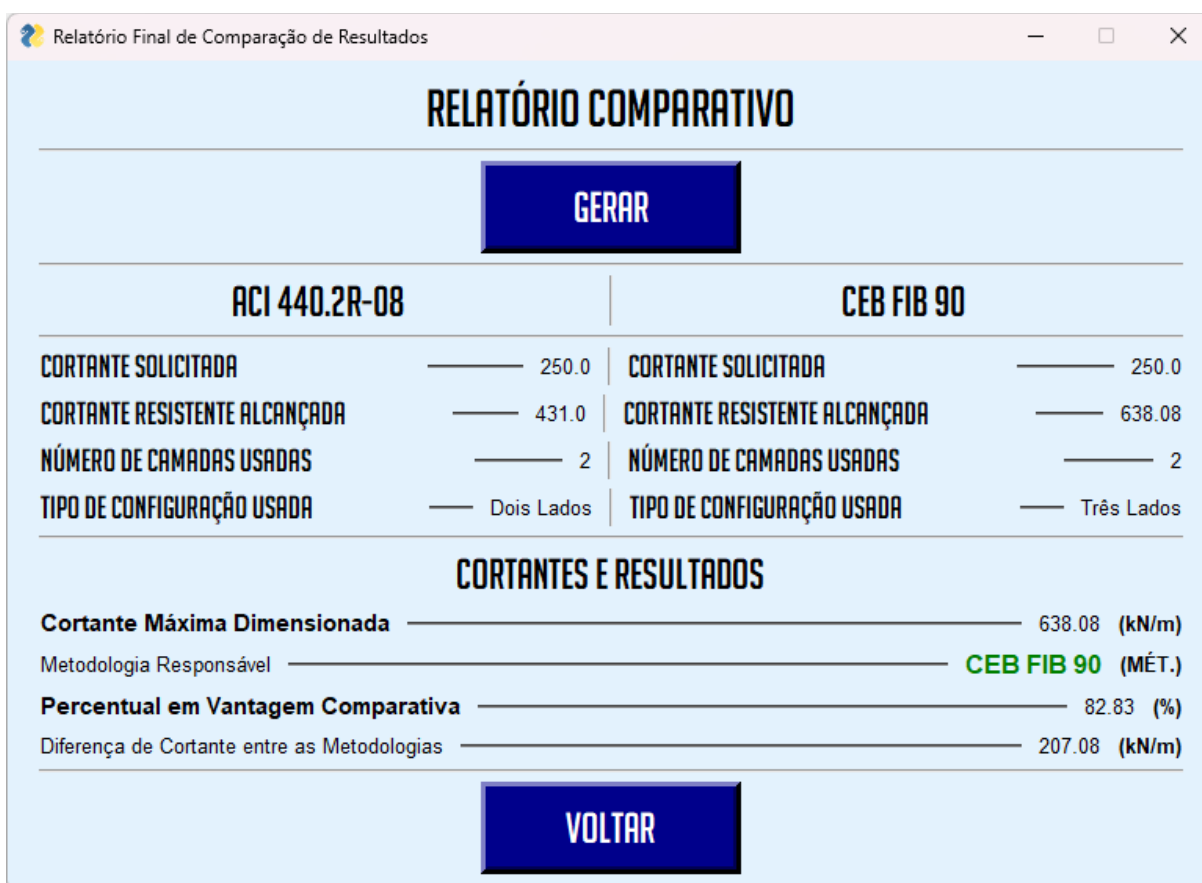 Relatório Final de Comparação de Resultados
RELATÓRIO COMPARATIVO
GERAR
ACI 440.2R-08 CEB FIB 90
CORTANTE SOLICITADA 250.0 CORTANTE SOLICITADA 250.0
CORTANTE RESISTENTE ALCANÇADA 431.0 CORTANTE RESISTENTE ALCANÇADA 638.08
NÚMERO DE CAMADAS USADAS 2 NÚMERO DE CAMADAS USADAS 2
TIPO DE CONFIGURAÇÃO USADA Dois Lados TIPO DE CONFIGURAÇÃO USADA Três Lados
CORTANTES E RESULTADOS
Cortante Máxima Dimensionada 638.08 (kN/m)
Metodologia Responsável CEB FIB 90 (MÉT.)
Percentual em Vantagem Comparativa 82.83 (%)
Diferença de Cortante entre as Metodologias 207.08 (kN/m)
VOLTAR